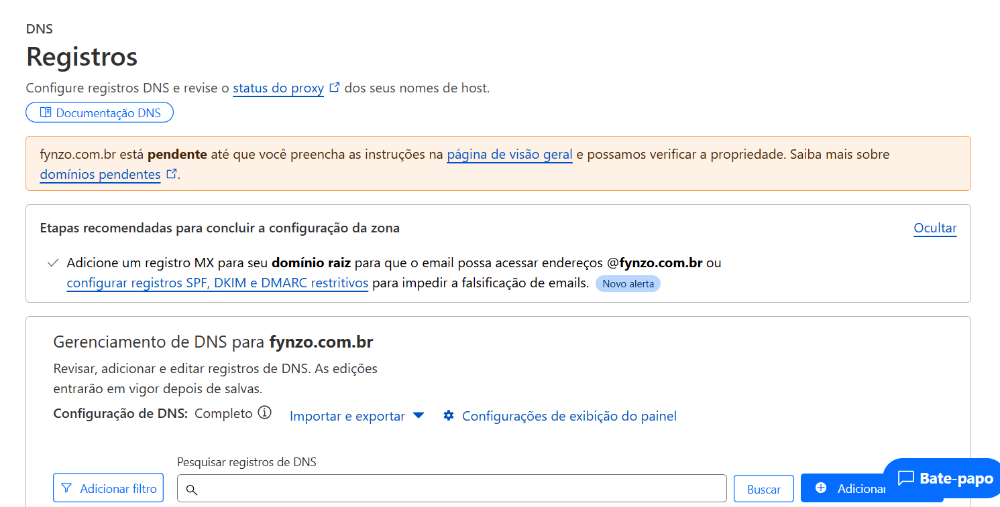 DNS
Registros
Configure registros DNS e revise o status do proxy dos seus nomes de host.
Documentação DNS
fynzo.com.br está pendente até que você preencha as instruções na página de visão geral e possamos verificar a propriedade. Saiba mais sobre
domínios pendentes.
Etapas recomendadas para concluir a configuração da zona
Ocultar
Adicione um registro MX para seu domínio raiz para que o email possa acessar endereços @fynzo.com.br ou
configurar registros SPF, DKIM e DMARC restritivos para impedir a falsificação de emails. Novo alerta
Gerenciamento de DNS para fynzo.com.br
Revisar, adicionar e editar registros de DNS. As edições
entrarão em vigor depois de salvas.
Configuração de DNS: Completo Importar e exportar Configurações de exibição do painel
Pesquisar registros de DNS
Adicionar filtro
Buscar
Adicionar
Bate-papo